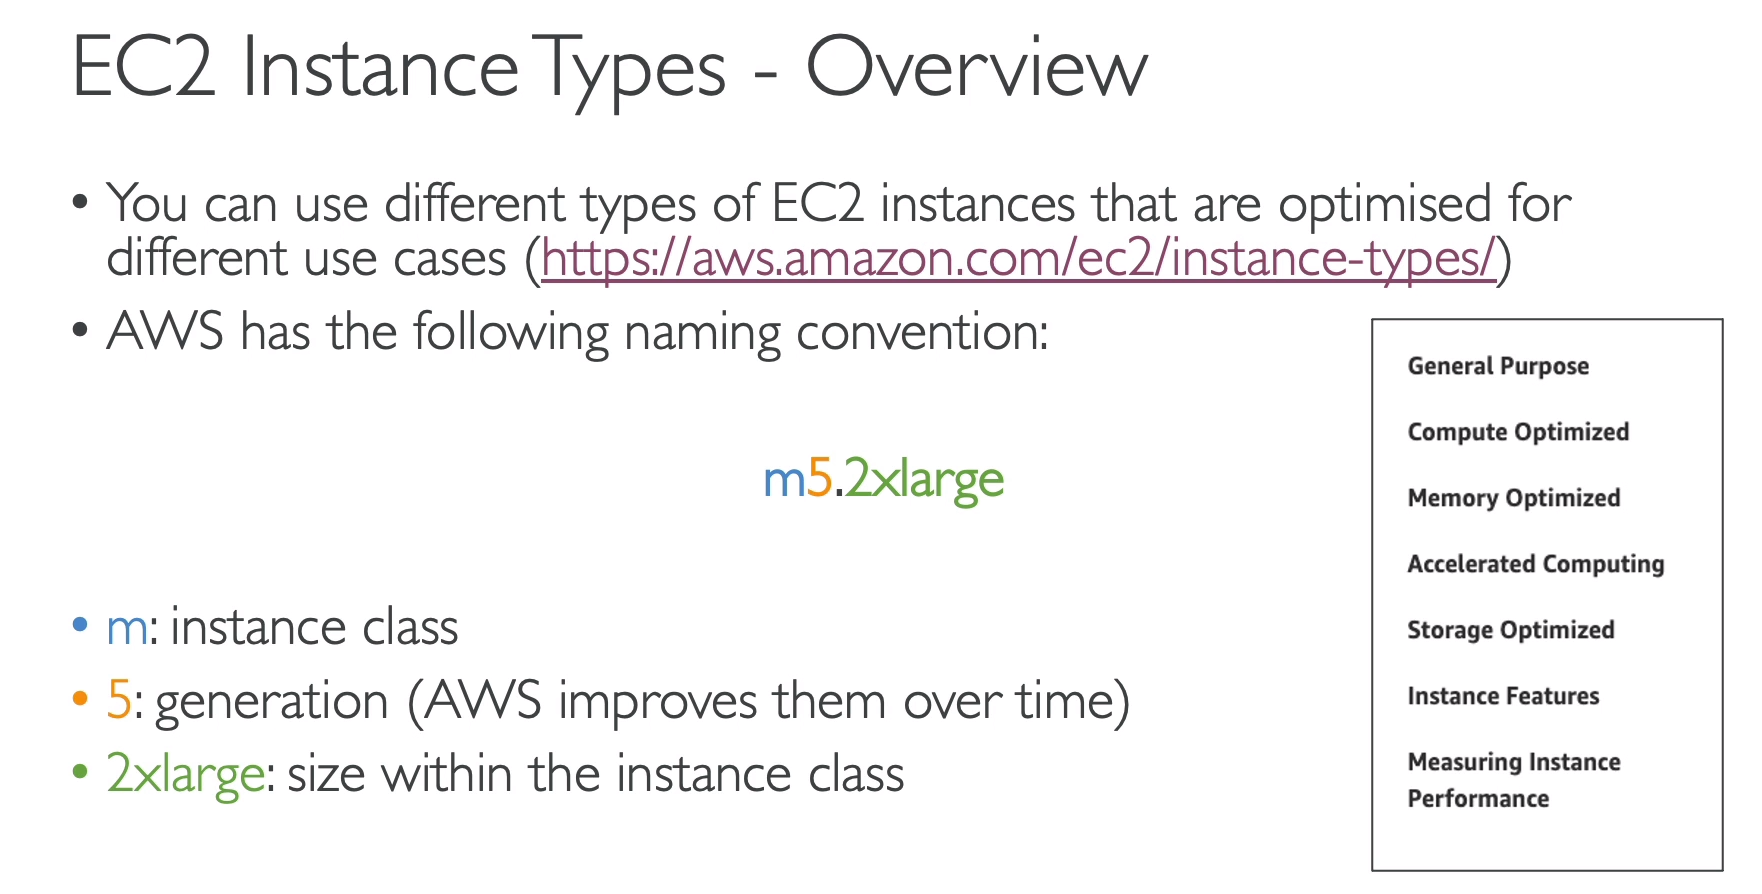 EC2 Instance Types - Overview
• You can use different types of EC2 instances that are optimised for
different use cases (https://aws.amazon.com/ec2/instance-types/)
• AWS has the following naming convention:
m5.2xlarge
• m: instance class
• 5: generation (AWS improves them over time)
• 2xlarge: size within the instance class
General Purpose
Compute Optimized
Memory Optimized
Accelerated Computing
Storage Optimized
Instance Features
Measuring Instance
Performance